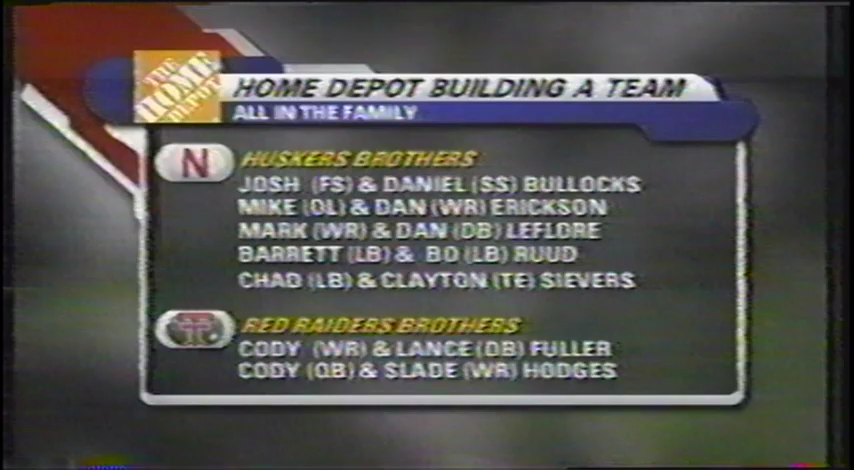 THE
HOME
DEPOT
HOME DEPOT BUILDING A TEAM
ALL IN THE FAMILY
N HUSKERS BROTHERS
JOSH (FS) & DANIEL (SS) BULLOCKS
MIKE (OL) & DAN (WR) ERICKSON
MARK (WR) & DAN (DB) LEFLORE
BARRETT (LB) & BO (LB) RUUD
CHAD (LB) & CLAYTON (TE) SIEVERS
RED RAIDERS BROTHERS
CODY (WR) & LANCE (DB) FULLER
CODY (QB) & SLADE (WR) HODGES